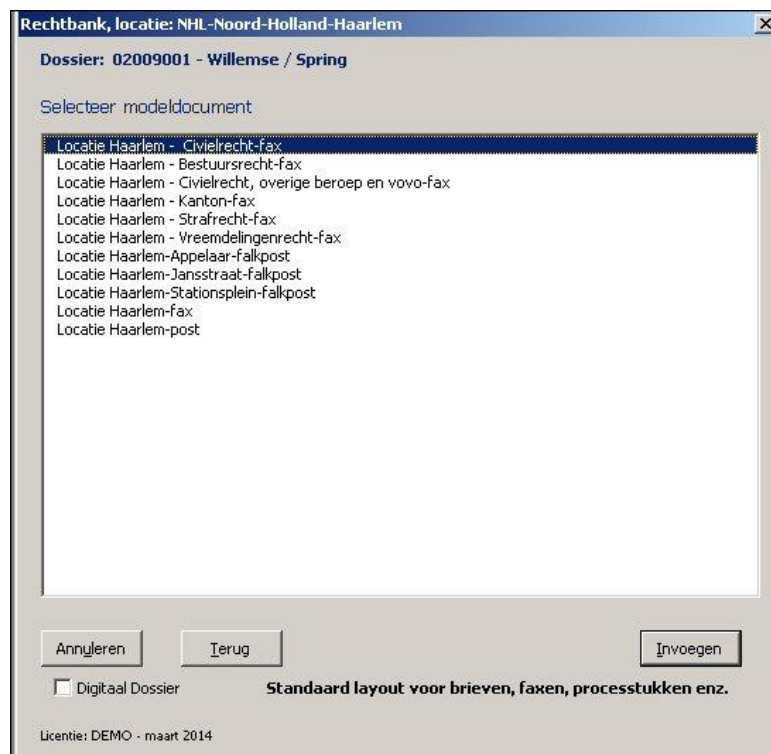 Rechtbank, locatie: NHL-Noord-Holland-Haarlem
Dossier: 02009001 - Willemse / Spring
Selecteer modeldocument
Locatie Haarlem - Civielrecht-fax
Locatie Haarlem - Bestuursrecht-fax
Locatie Haarlem - Civielrecht, overige beroep en vovo-fax
Locatie Haarlem - Kanton-fax
Locatie Haarlem - Strafrecht-fax
Locatie Haarlem - Vreemdelingenrecht-fax
Locatie Haarlem-Appelaar-falkpost
Locatie Haarlem-Jansstraat-falkpost
Locatie Haarlem-Stationsplein-falkpost
Locatie Haarlem-fax
Locatie Haarlem-post
Annuleren Terug Invoegen
Digitaal Dossier Standaard layout voor brieven, faxen, processtukken enz.
Licentie: DEMO - maart 2014